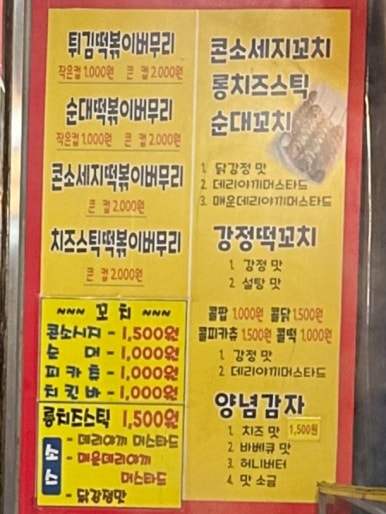 튀김떡볶이버무리
작은컵 1.000원 큰 컵 2.000원
순대떡볶이버무리
작은컵 1.000원 큰 컵 2.000원
콘소세지떡볶이버무리
큰 컵 2.000원
치즈스틱떡볶이버무리
큰 컵 2.000원
~~~ 꼬 치 ~~~
콘소시지 - 1,500원
순 대 - 1,000원
피카츄 - 1,000원
치킨바 - 1,000원
롱치즈스틱 1,500원
소스
- 데리야끼 머스타드
- 매운데리야끼
머스타드
- 닭강정맛
콘소세지꼬치
롱치즈스틱
순대꼬치
1. 닭강정 맛
2. 데리야끼머스타드
3. 매운데리야끼머스타드
강정떡꼬치
1. 강정 맛
2. 설탕 맛
콜팝 1.000원 콜닭 1.500원
콜피카츄 1.500원 콜떡 1.000원
1. 강정 맛
2. 데리야끼머스타드
양념감자
1. 치즈 맛 1,500원
2. 바베큐 맛
3. 허니버터
4. 맛 소금